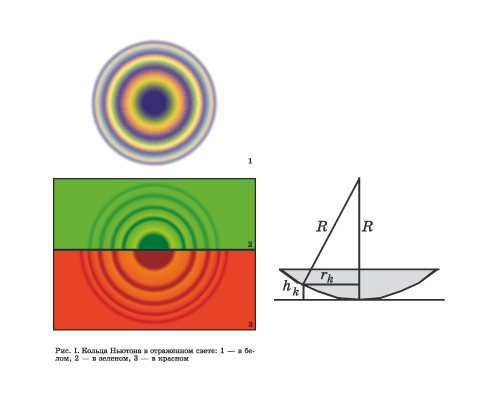 1
2
3
R
R
r_k
h_k
Рис. I. Кольца Ньютона в отраженном свете: 1 — в бе-
лом, 2 — в зеленом, 3 — в красном